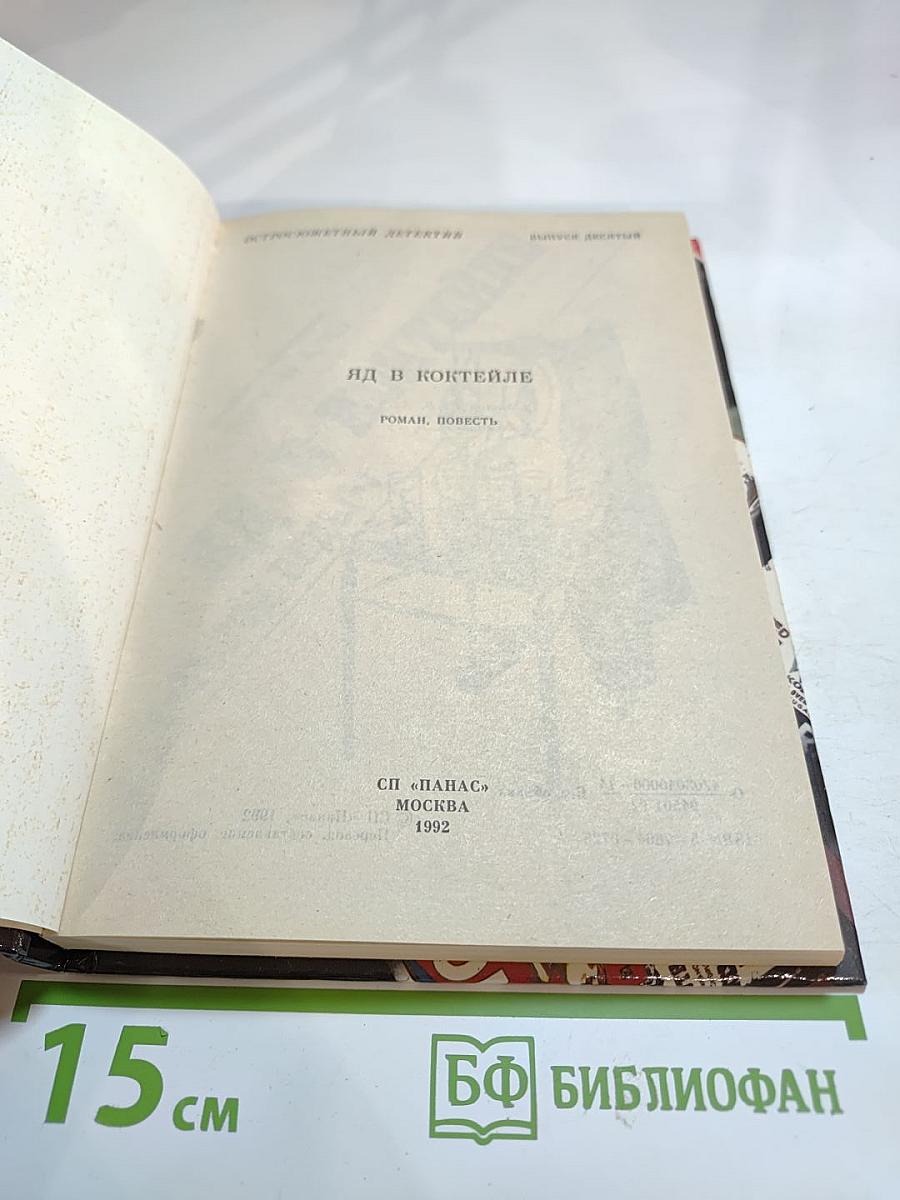 ОСТРОСЮЖЕТНЫЙ ДЕТЕКТИВ ВЫПУСК ДЕСЯТЫЙ
ЯД В КОКТЕЙЛЕ
РОМАН, ПОВЕСТЬ
СП «ПАНАС»
МОСКВА
1992
15 см
БФ БИБЛИОФАН